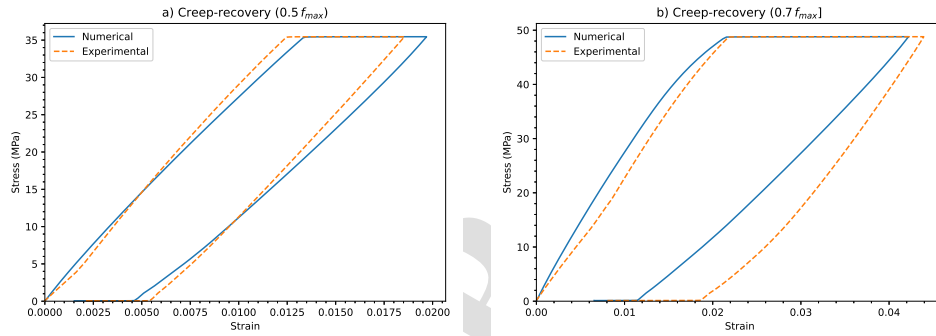 a) Creep-recovery (0.5 f_max)
Numerical
Experimental
Stress (MPa)
35
30
25
20
15
10
5
0
0.0000 0.0025 0.0050 0.0075 0.0100 0.0125 0.0150 0.0175 0.0200
Strain
b) Creep-recovery (0.7 f_max]
Numerical
Experimental
Stress (MPa)
50
40
30
20
10
0
0.00 0.01 0.02 0.03 0.04
Strain